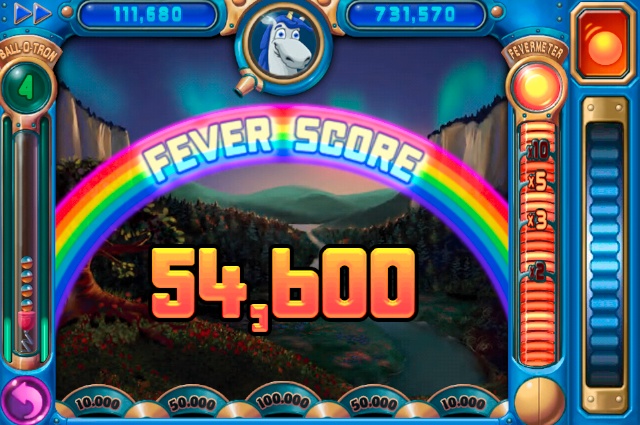 111,680
731,570
BALL-O-TRON
FEVERMETER
4
FEVER SCORE
x10
x5
x3
x2
54,600
10.000
50.000
100.000
50.000
10.000